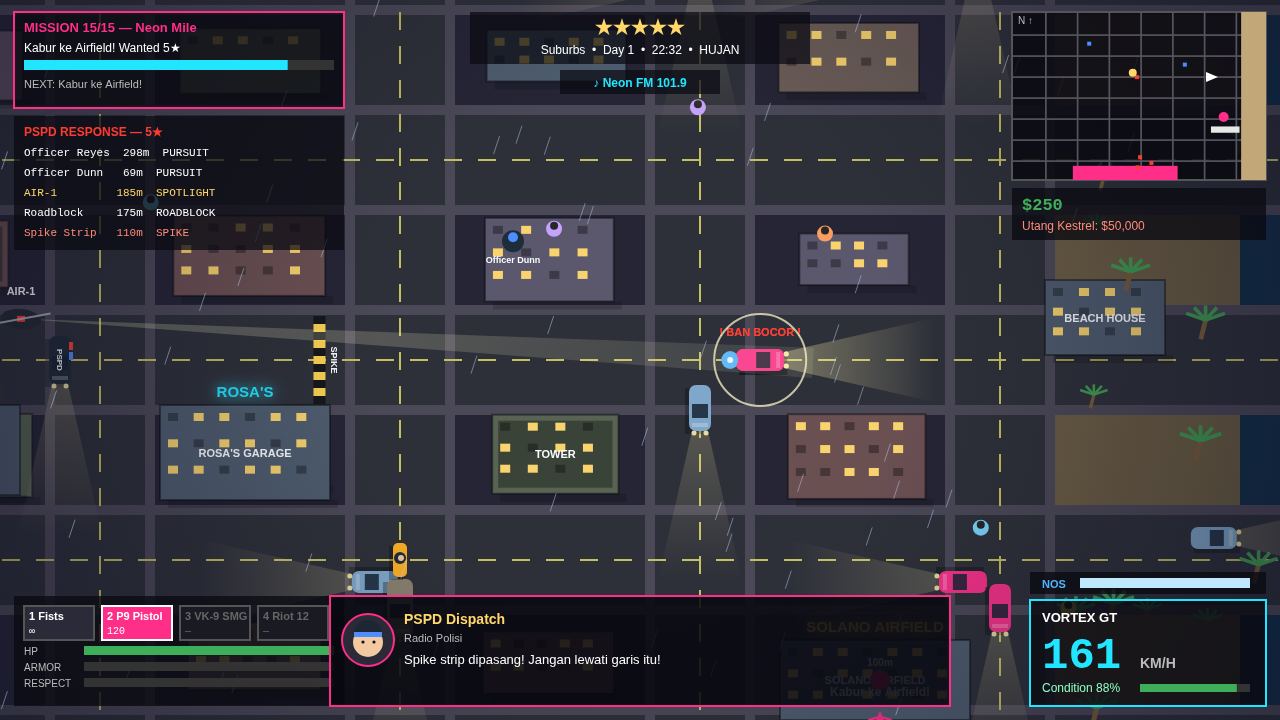 MISSION 15/15 — Neon Mile
Kabur ke Airfield! Wanted 5★
NEXT: Kabur ke Airfield!
★★★★★
Suburbs • Day 1 • 22:32 • HUJAN
♪ Neon FM 101.9
N ↑
$250
Utang Kestrel: $50,000
PSPD RESPONSE — 5★
Officer Reyes 298m PURSUIT
Officer Dunn 69m PURSUIT
AIR-1 185m SPOTLIGHT
Roadblock 175m ROADBLOCK
Spike Strip 110m SPIKE
Officer Dunn
AIR-1
PSPD
SPIKE
! BAN BOCOR !
BEACH HOUSE
ROSA'S
ROSA'S GARAGE
TOWER
1 Fists
∞
2 P9 Pistol
120
3 VK-9 SMG
—
4 Riot 12
—
HP
ARMOR
RESPECT
PSPD Dispatch
Radio Polisi
Spike strip dipasang! Jangan lewati garis itu!
SOLANO AIRFIELD
100m
SOLANO AIRFIELD
Kabur ke Airfield!
NOS
VORTEX GT
161 KM/H
Condition 88%